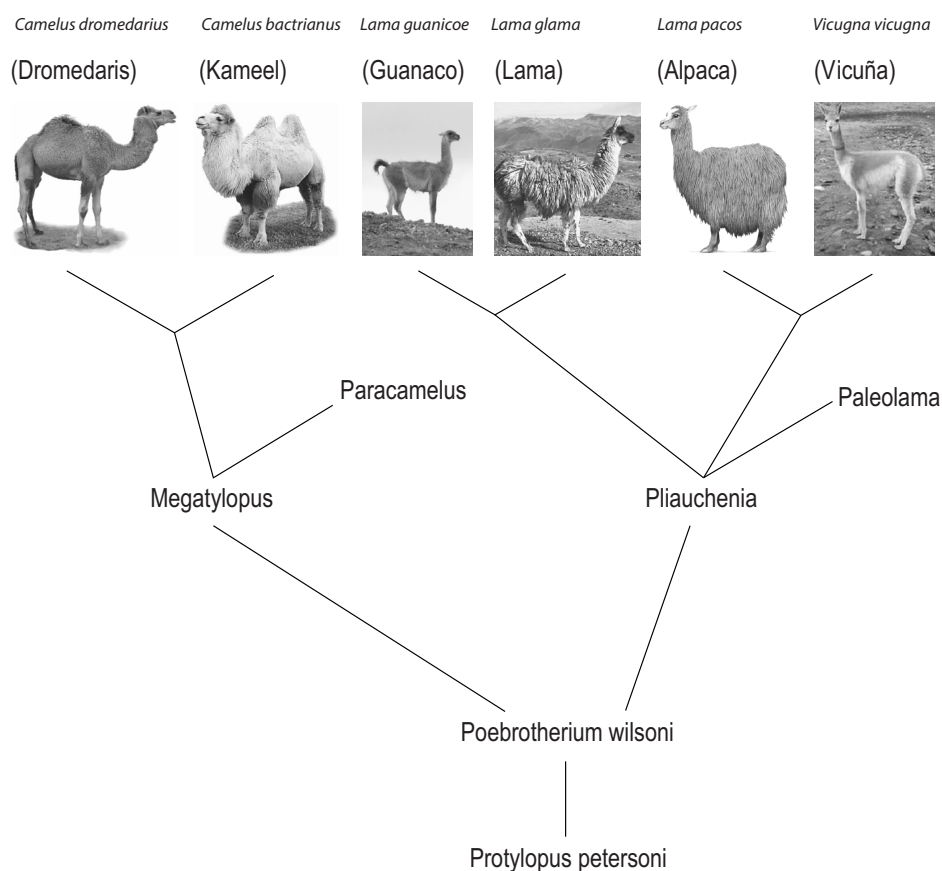 Camelus dromedarius Camelus bactrianus Lama guanicoe Lama glama Lama pacos Vicugna vicugna
(Dromedaris) (Kameel) (Guanaco) (Lama) (Alpaca) (Vicuña)
Paracamelus
Paleolama
Megatylopus
Pliauchenia
Poebrotherium wilsoni
Protylopus petersoni